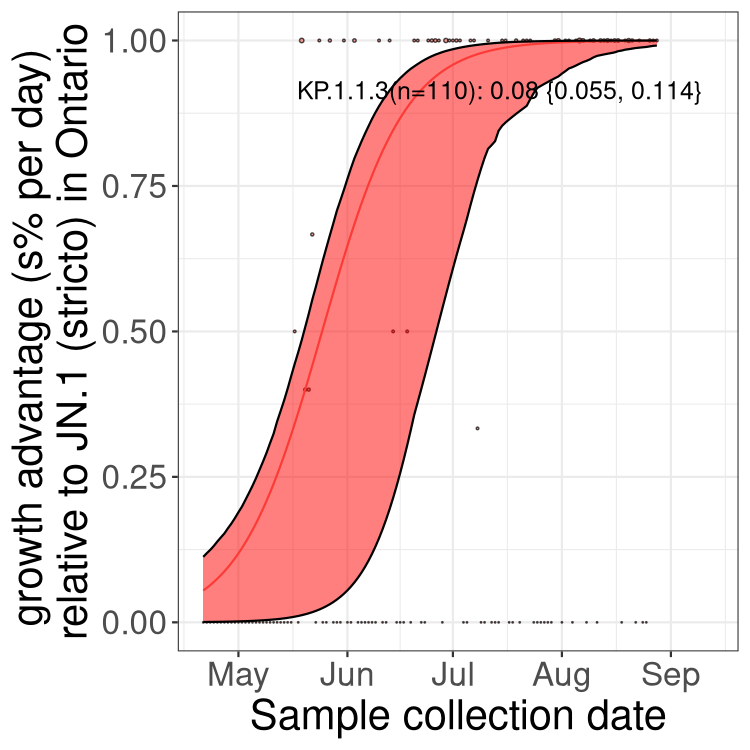 growth advantage (s% per day)
relative to JN.1 (stricto) in Ontario
1.00
0.75
0.50
0.25
0.00
KP.1.1.3(n=110): 0.08 {0.055, 0.114}
May Jun Jul Aug Sep
Sample collection date